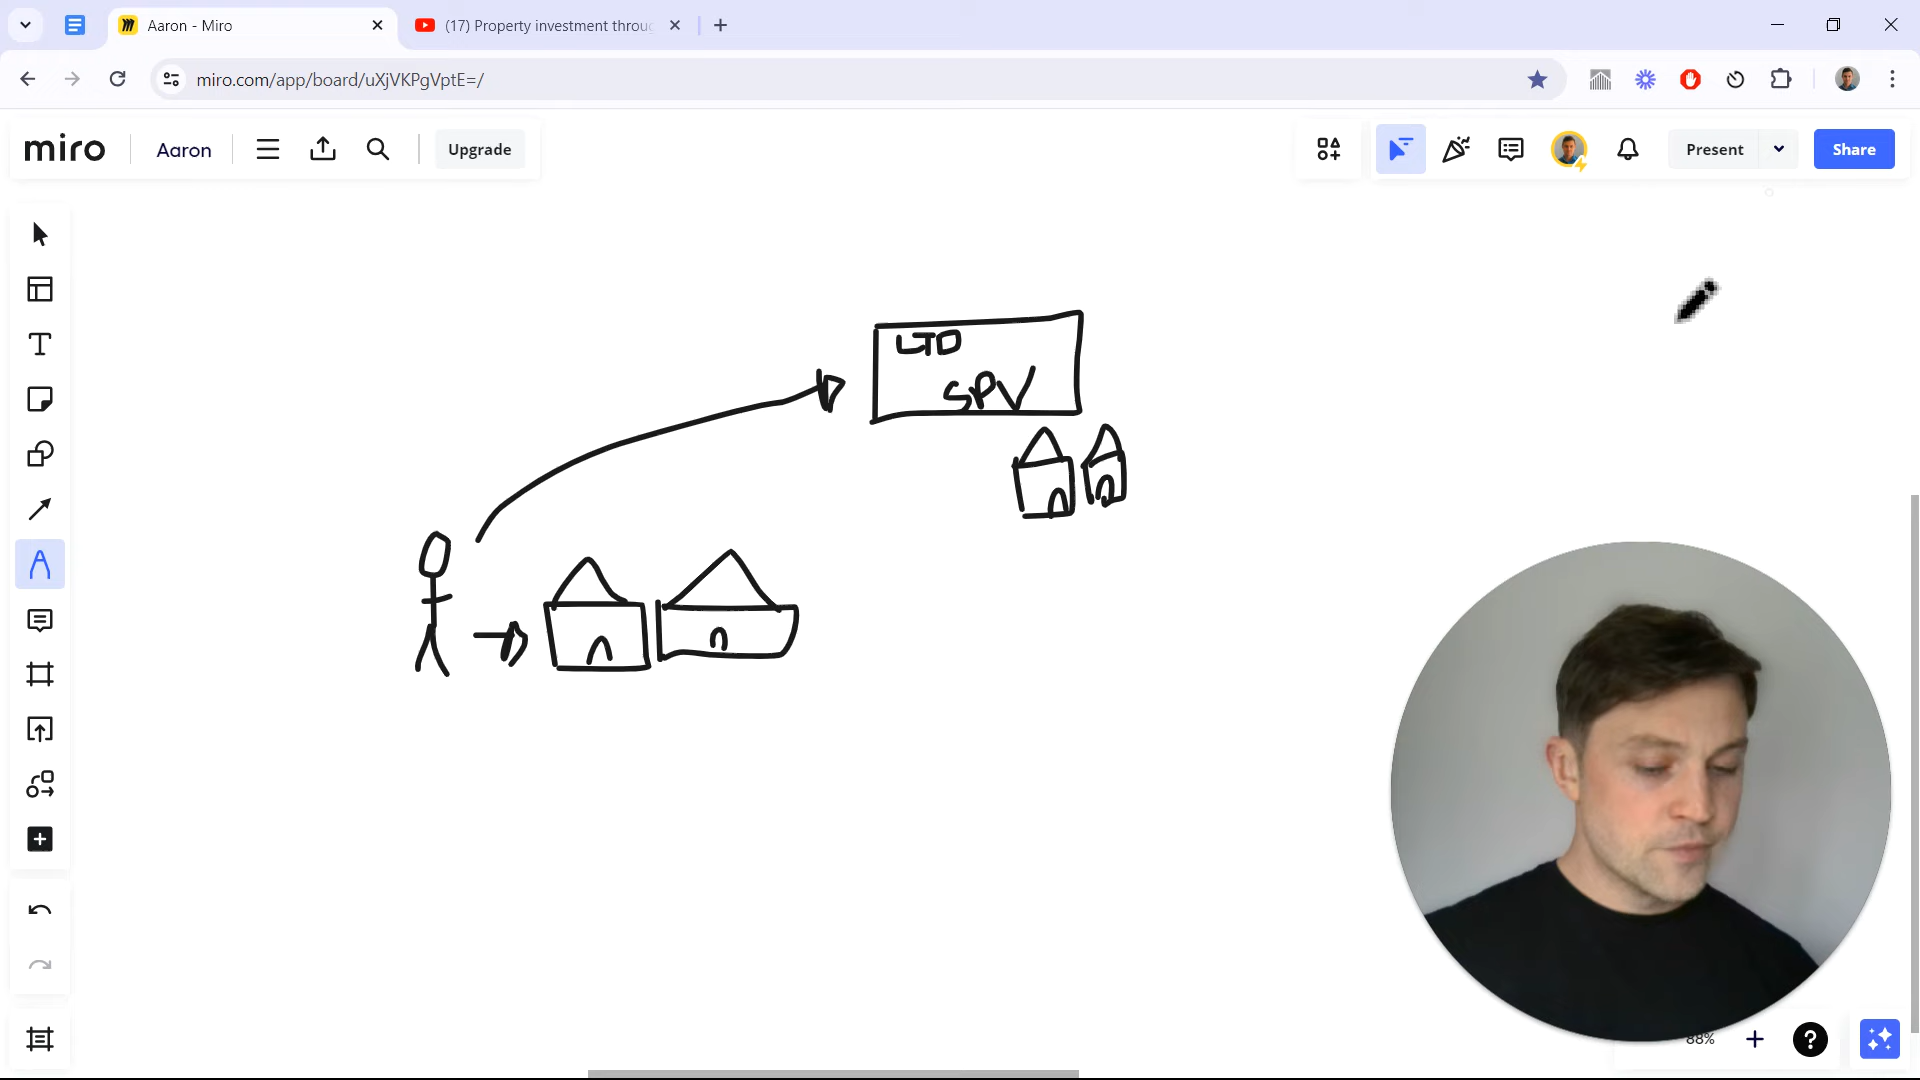 Aaron - Miro
(17) Property investment throu
miro.com/app/board/uXjVKPgVptE=/
miro
Aaron
Upgrade
Present
Share
LTD
SPV
88%